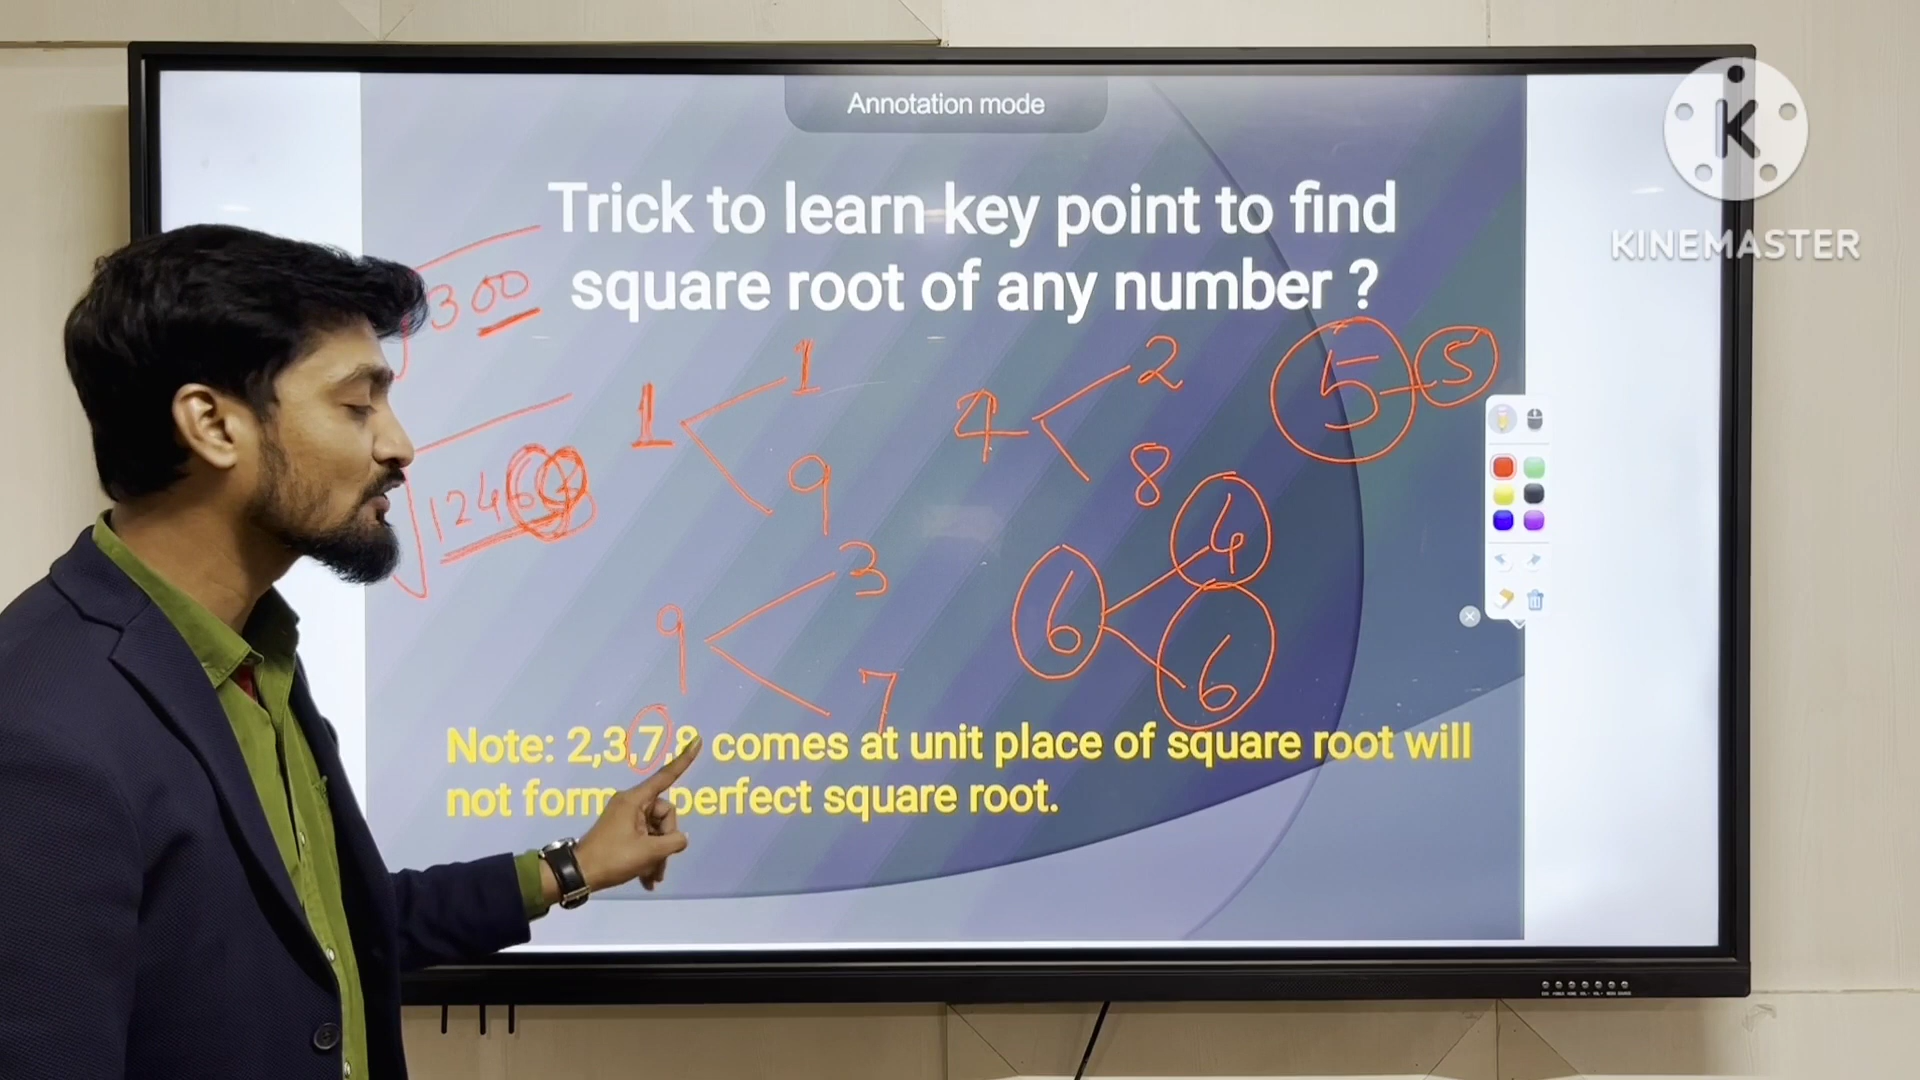 Annotation mode
K
KINEMASTER
Trick to learn key point to find
square root of any number ?
300
1 1 9
4 2 8
5 5
9 3 7
6 4 6
Note: 2,3,7,8 comes at unit place of square root will
not form perfect square root.